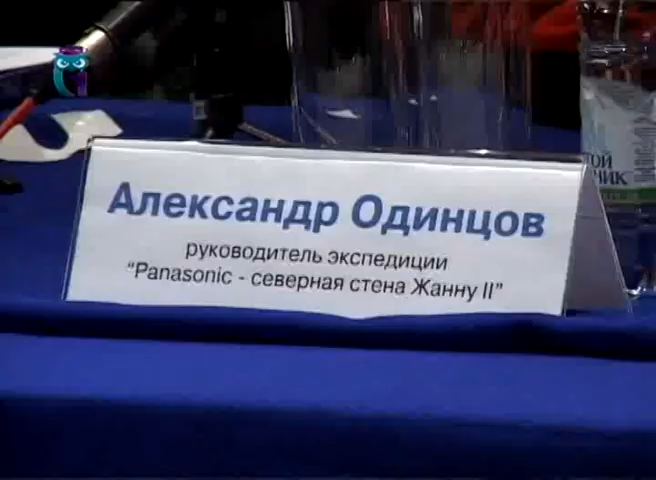 Александр Одинцов
руководитель экспедиции
"Panasonic - северная стена Жанну II"